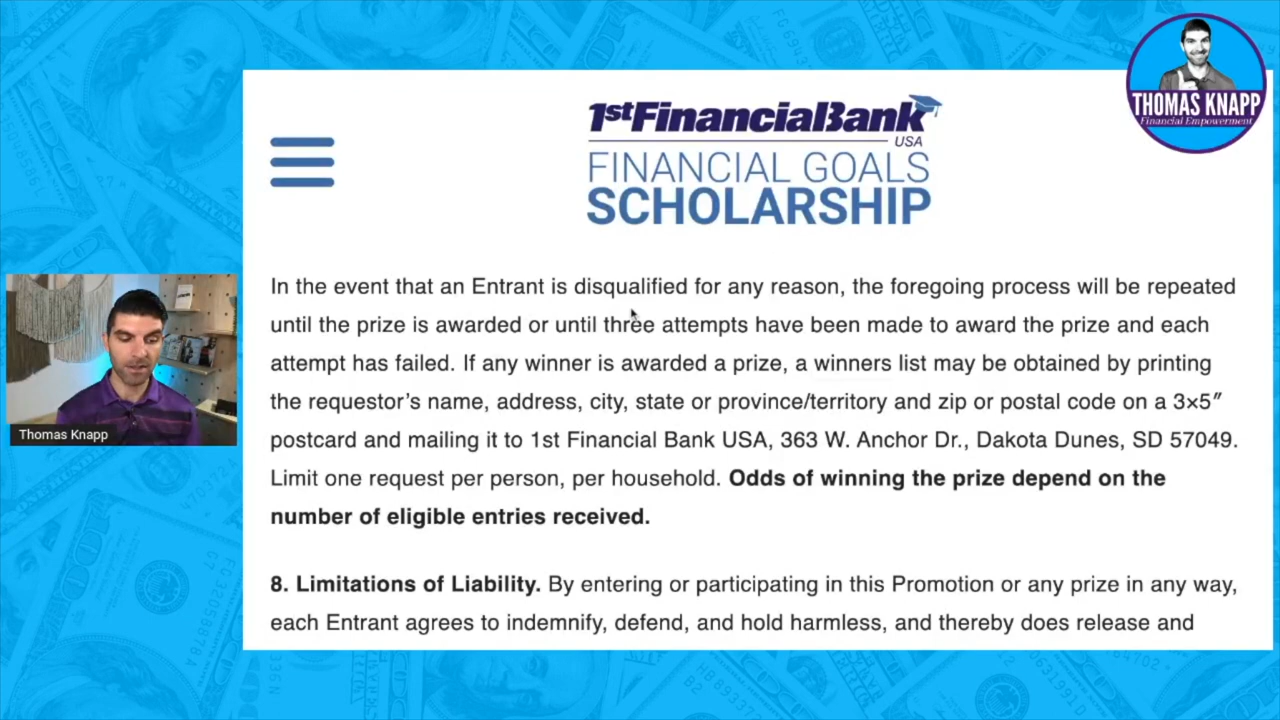 1stFinancialBank
USA
FINANCIAL GOALS
SCHOLARSHIP
THOMAS KNAPP
Financial Empowerment
In the event that an Entrant is disqualified for any reason, the foregoing process will be repeated
until the prize is awarded or until three attempts have been made to award the prize and each
attempt has failed. If any winner is awarded a prize, a winners list may be obtained by printing
the requestor’s name, address, city, state or province/territory and zip or postal code on a 3×5″
postcard and mailing it to 1st Financial Bank USA, 363 W. Anchor Dr., Dakota Dunes, SD 57049.
Limit one request per person, per household. Odds of winning the prize depend on the
number of eligible entries received.
8. Limitations of Liability. By entering or participating in this Promotion or any prize in any way,
each Entrant agrees to indemnify, defend, and hold harmless, and thereby does release and
Thomas Knapp